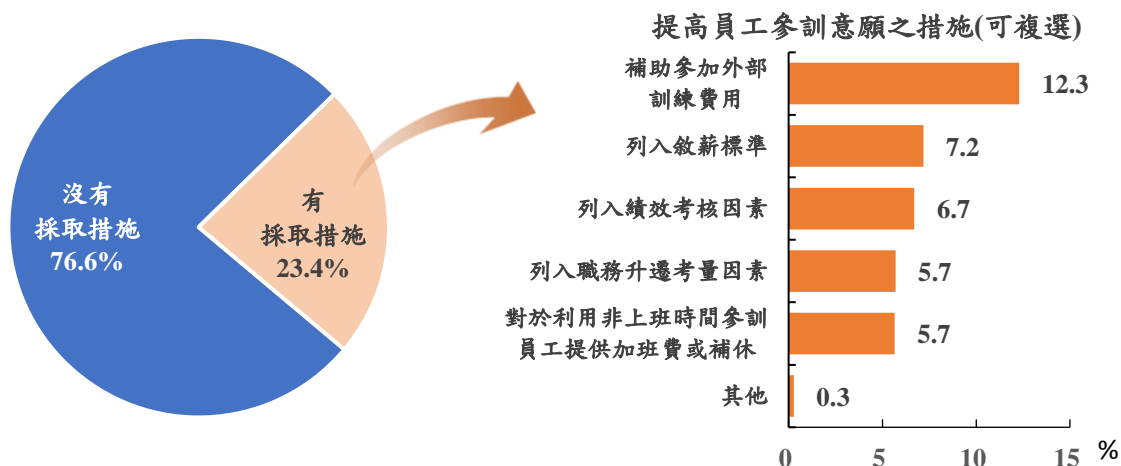 提高員工參訓意願之措施(可複選)
沒有
採取措施
76.6%
有
採取措施
23.4%
補助參加外部
訓練費用
12.3
列入敘薪標準
7.2
列入績效考核因素
6.7
列入職務升遷考量因素
5.7
對於利用非上班時間參訓
員工提供加班費或補休
5.7
其他
0.3
0 5 10 15 %